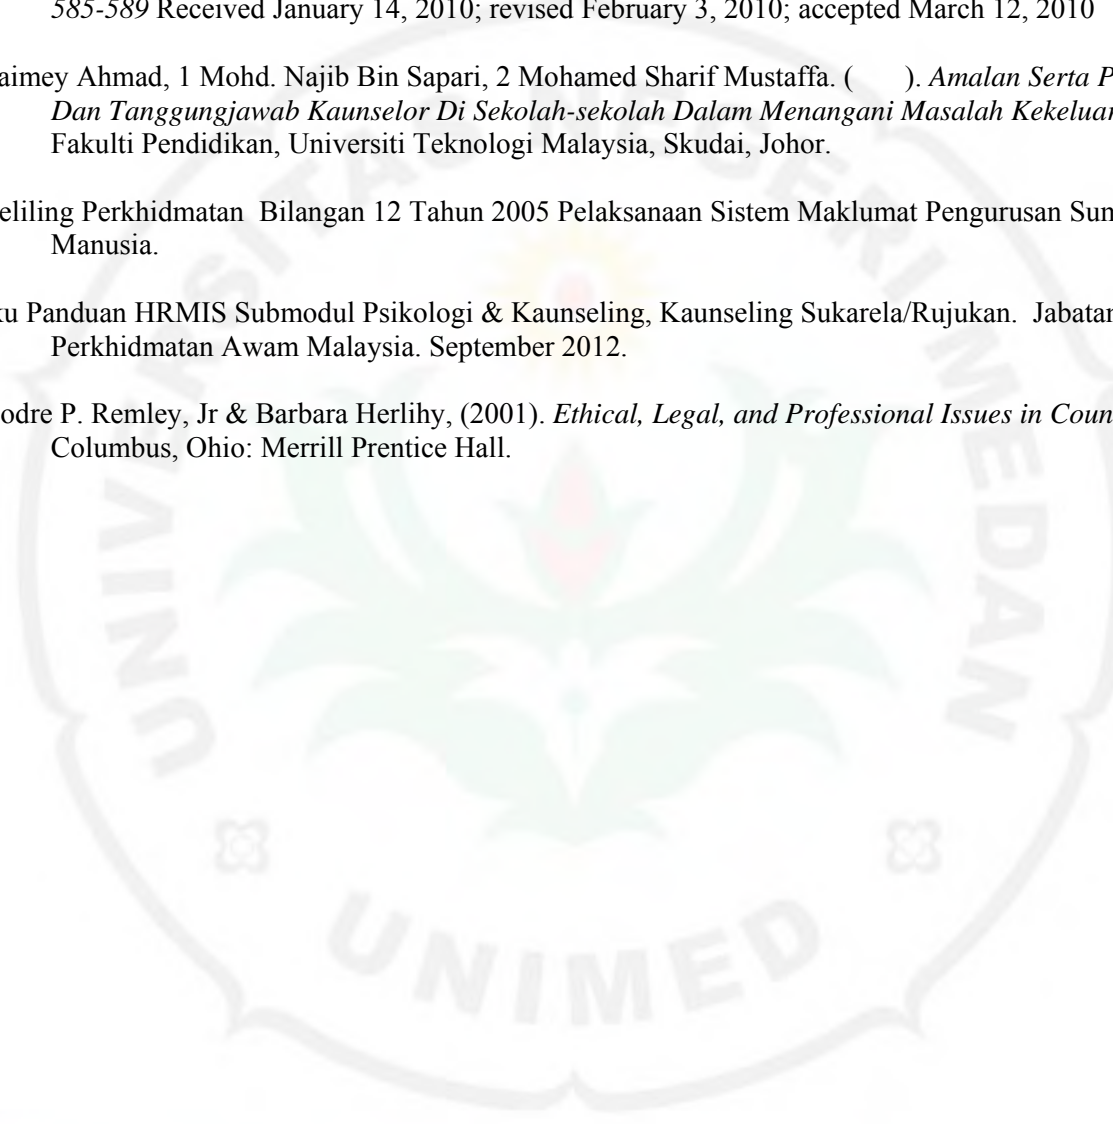 585-589 Received January 14, 2010; revised February 3, 2010; accepted March 12, 2010
aimey Ahmad, 1 Mohd. Najib Bin Sapari, 2 Mohamed Sharif Mustaffa. ( ). Amalan Serta P
Dan Tanggungjawab Kaunselor Di Sekolah-sekolah Dalam Menangani Masalah Kekeluar
Fakulti Pendidikan, Universiti Teknologi Malaysia, Skudai, Johor.
eliling Perkhidmatan Bilangan 12 Tahun 2005 Pelaksanaan Sistem Maklumat Pengurusan Sum
Manusia.
ku Panduan HRMIS Submodul Psikologi & Kaunseling, Kaunseling Sukarela/Rujukan. Jabatan
Perkhidmatan Awam Malaysia. September 2012.
odre P. Remley, Jr & Barbara Herlihy, (2001). Ethical, Legal, and Professional Issues in Coun
Columbus, Ohio: Merrill Prentice Hall.
UNIVERSITAS NEGERI MEDAN
UNIMED